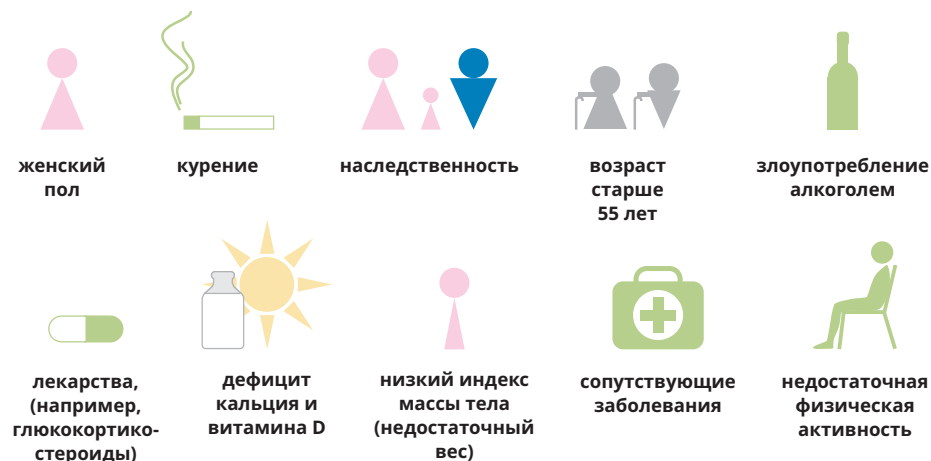 женский
пол
курение
наследственность
возраст
старше
55 лет
злоупотребление
алкоголем
лекарства,
(например,
глюкокортико-
стероиды)
дефицит
кальция и
витамина D
низкий индекс
массы тела
(недостаточный
вес)
сопутствующие
заболевания
недостаточная
физическая
активность